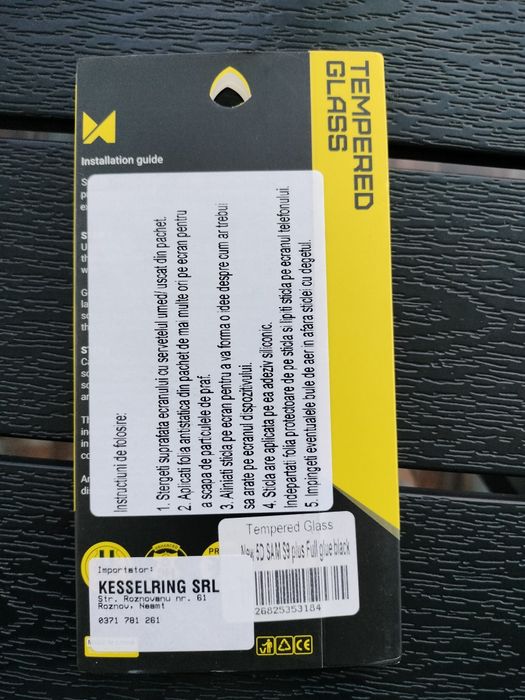 TEMPERED
GLASS
Installation guide
Instructiuni de folosire:
1. Stergeti suprafata ecranului cu servetelul umed/ uscat din pachet.
2. Aplicati folia antistatica din pachet de mai multe ori pe ecran pentru
a scapa de particulele de praf.
3. Aliniati sticla pe ecran pentru a va forma o idee despre cum ar trebui
sa arate pe ecranul dispozitivului.
4. Sticla are aplicata pe ea adeziv siliconic.
Indepartati folia protectoare de pe sticla si lipiti sticla pe ecranul telefonului.
5. Impingeti eventualele bule de aer in afara sticlei cu degetul.
Tempered Glass
New 5D SAM S9 plus Full glue black
26825353184
Importator:
KESSELRING SRL
Str. Roznovanu nr. 61
Roznov, Neamt
0371 781 261